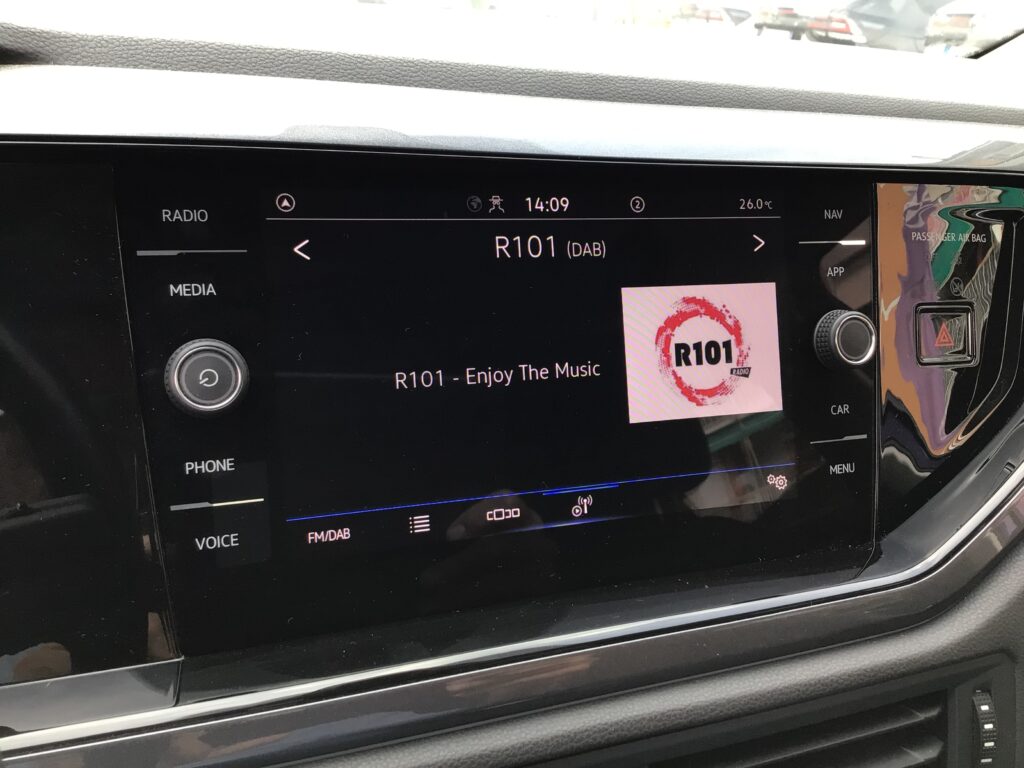 RADIO
MEDIA
PHONE
VOICE
14:09
2
26.0°C
R101 (DAB)
R101 - Enjoy The Music
R101
RADIO
FM/DAB
NAV
APP
CAR
MENU
PASSENGER AIR BAG